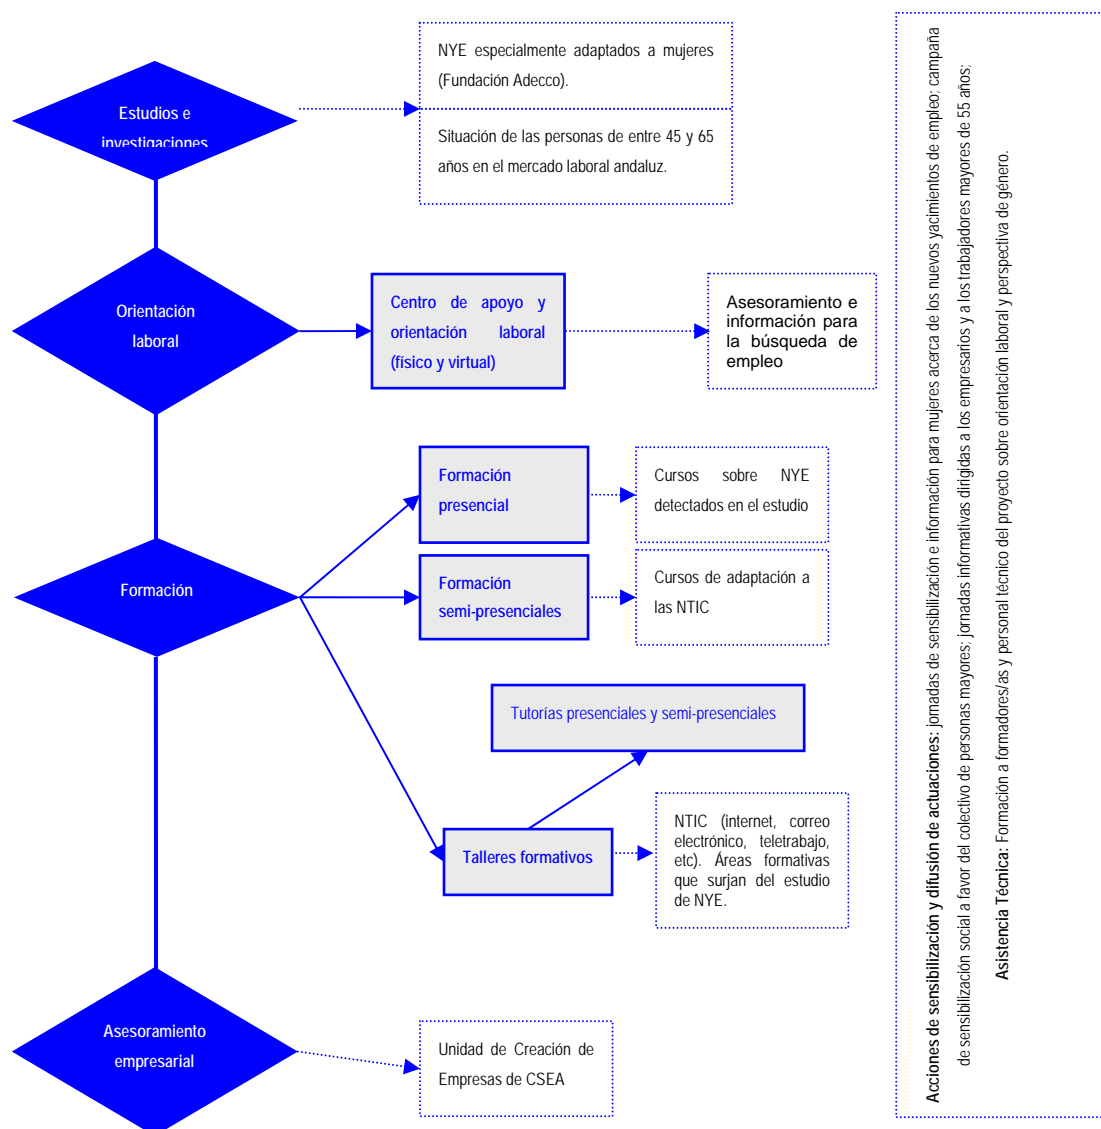 NYE especialmente adaptados a mujeres
(Fundación Adecco).
Estudios e
investigaciones
Situación de las personas de entre 45 y 65
años en el mercado laboral andaluz.
Orientación
laboral
Centro de apoyo y
orientación laboral
(físico y virtual)
Asesoramiento e
información para
la búsqueda de
empleo
Formación
presencial
Cursos sobre NYE
detectados en el estudio
Formación
Formación
semi-presenciales
Cursos de adaptación a
las NTIC
Tutorías presenciales y semi-presenciales
Talleres formativos
NTIC (internet, correo
electrónico, teletrabajo,
etc). Áreas formativas
que surjan del estudio
de NYE.
Asesoramiento
empresarial
Unidad de Creación de
Empresas de CSEA
Acciones de sensibilización y difusión de actuaciones: jornadas de sensibilización e información para mujeres acerca de los nuevos yacimientos de empleo; campaña
de sensibilización social a favor del colectivo de personas mayores; jornadas informativas dirigidas a los empresarios y a los trabajadores mayores de 55 años;
Asistencia Técnica: Formación a formadores/as y personal técnico del proyecto sobre orientación laboral y perspectiva de género.